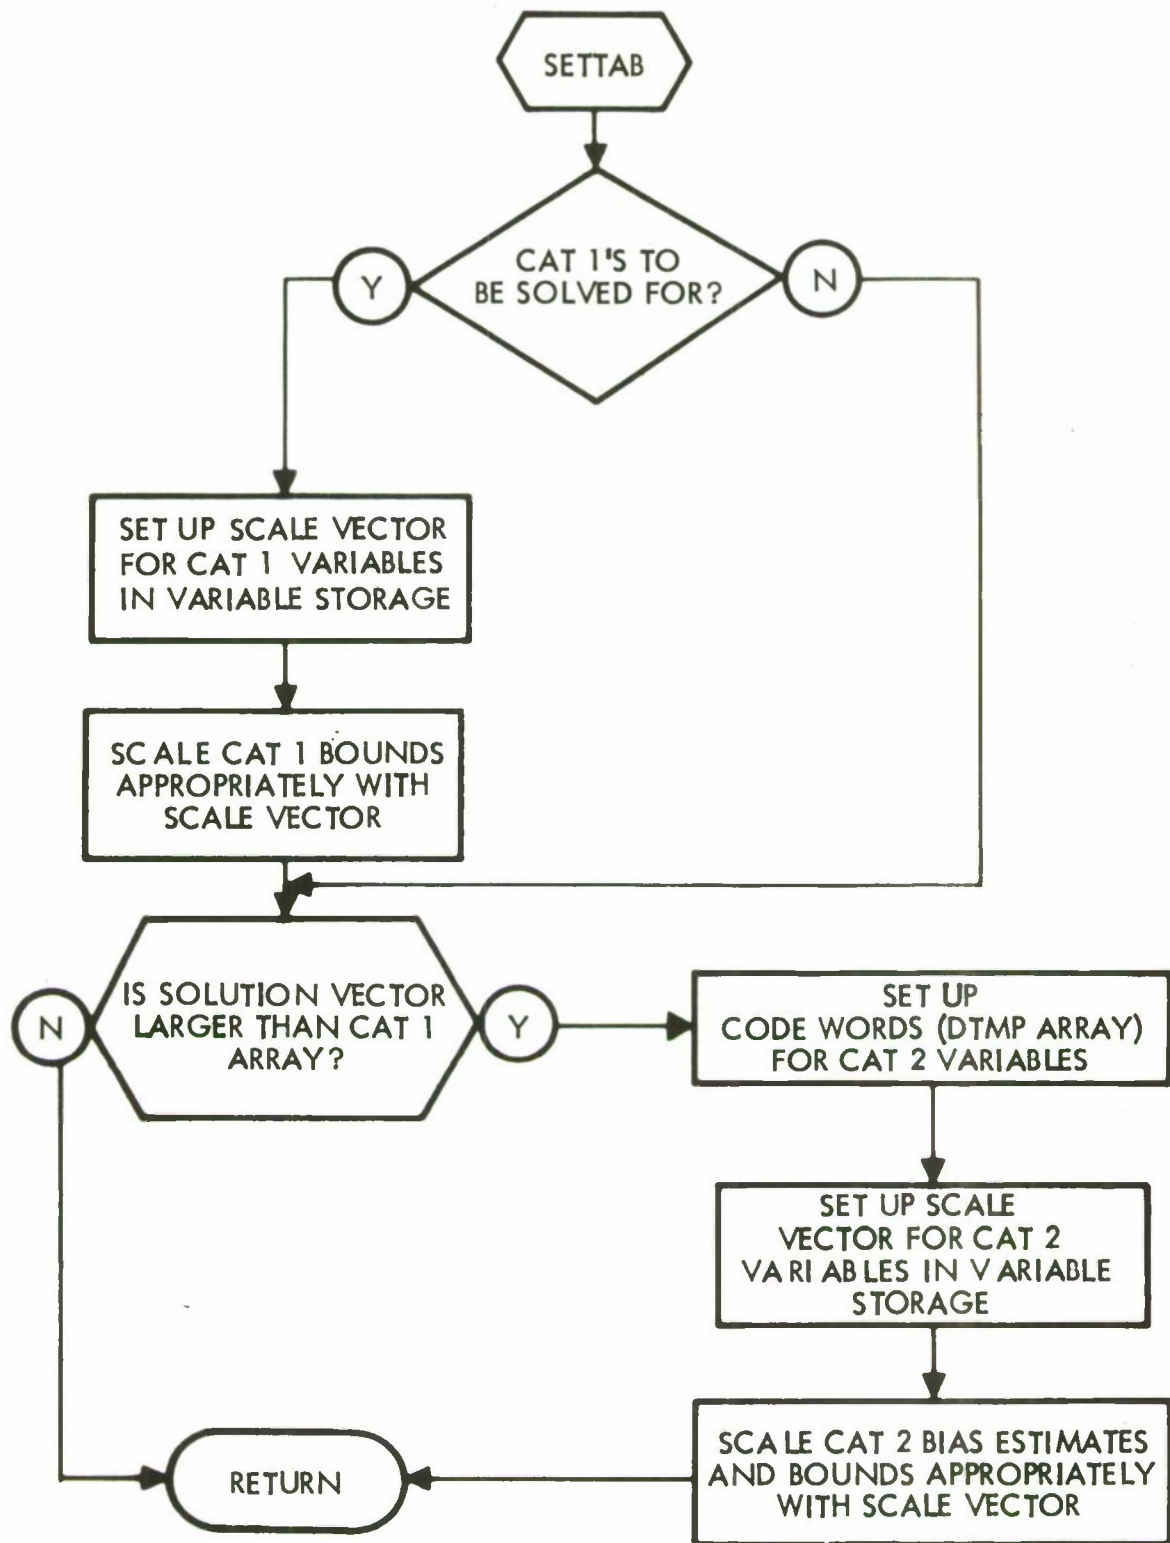 SETTAB
CAT 1'S TO
BE SOLVED FOR?
Y
N
SET UP SCALE VECTOR
FOR CAT 1 VARIABLES
IN VARIABLE STORAGE
SCALE CAT 1 BOUNDS
APPROPRIATELY WITH
SCALE VECTOR
IS SOLUTION VECTOR
LARGER THAN CAT 1
ARRAY?
N
Y
SET UP
CODE WORDS (DTMP ARRAY)
FOR CAT 2 VARIABLES
SET UP SCALE
VECTOR FOR CAT 2
VARIABLES IN VARIABLE
STORAGE
SCALE CAT 2 BIAS ESTIMATES
AND BOUNDS APPROPRIATELY
WITH SCALE VECTOR
RETURN